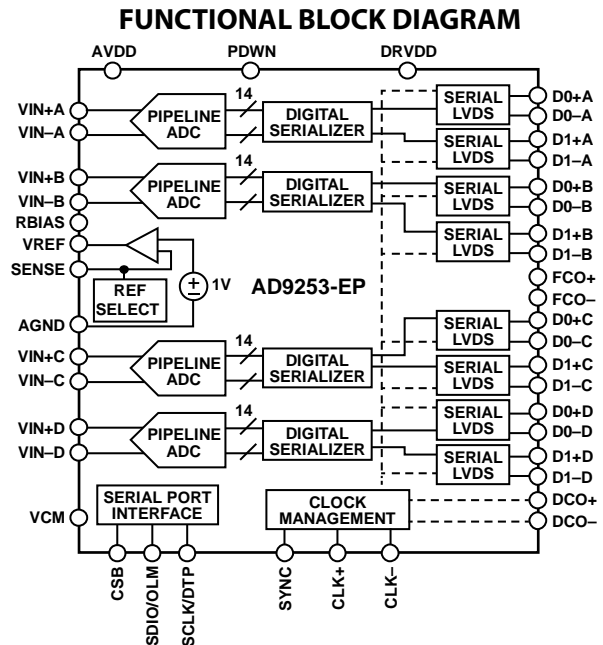 FUNCTIONAL BLOCK DIAGRAM
AVDD
PDWN
DRVDD
VIN+A
VIN–A
PIPELINE
ADC
14
DIGITAL
SERIALIZER
SERIAL
LVDS
D0+A
D0–A
SERIAL
LVDS
D1+A
D1–A
VIN+B
VIN–B
PIPELINE
ADC
14
DIGITAL
SERIALIZER
SERIAL
LVDS
D0+B
D0–B
SERIAL
LVDS
D1+B
D1–B
RBIAS
VREF
SENSE
REF
SELECT
+
–
1V
AD9253-EP
FCO+
FCO–
AGND
VIN+C
VIN–C
PIPELINE
ADC
14
DIGITAL
SERIALIZER
SERIAL
LVDS
D0+C
D0–C
SERIAL
LVDS
D1+C
D1–C
VIN+D
VIN–D
PIPELINE
ADC
14
DIGITAL
SERIALIZER
SERIAL
LVDS
D0+D
D0–D
SERIAL
LVDS
D1+D
D1–D
VCM
SERIAL PORT
INTERFACE
CLOCK
MANAGEMENT
DCO+
DCO–
CSB
SDIO/OLM
SCLK/DTP
SYNC
CLK+
CLK–